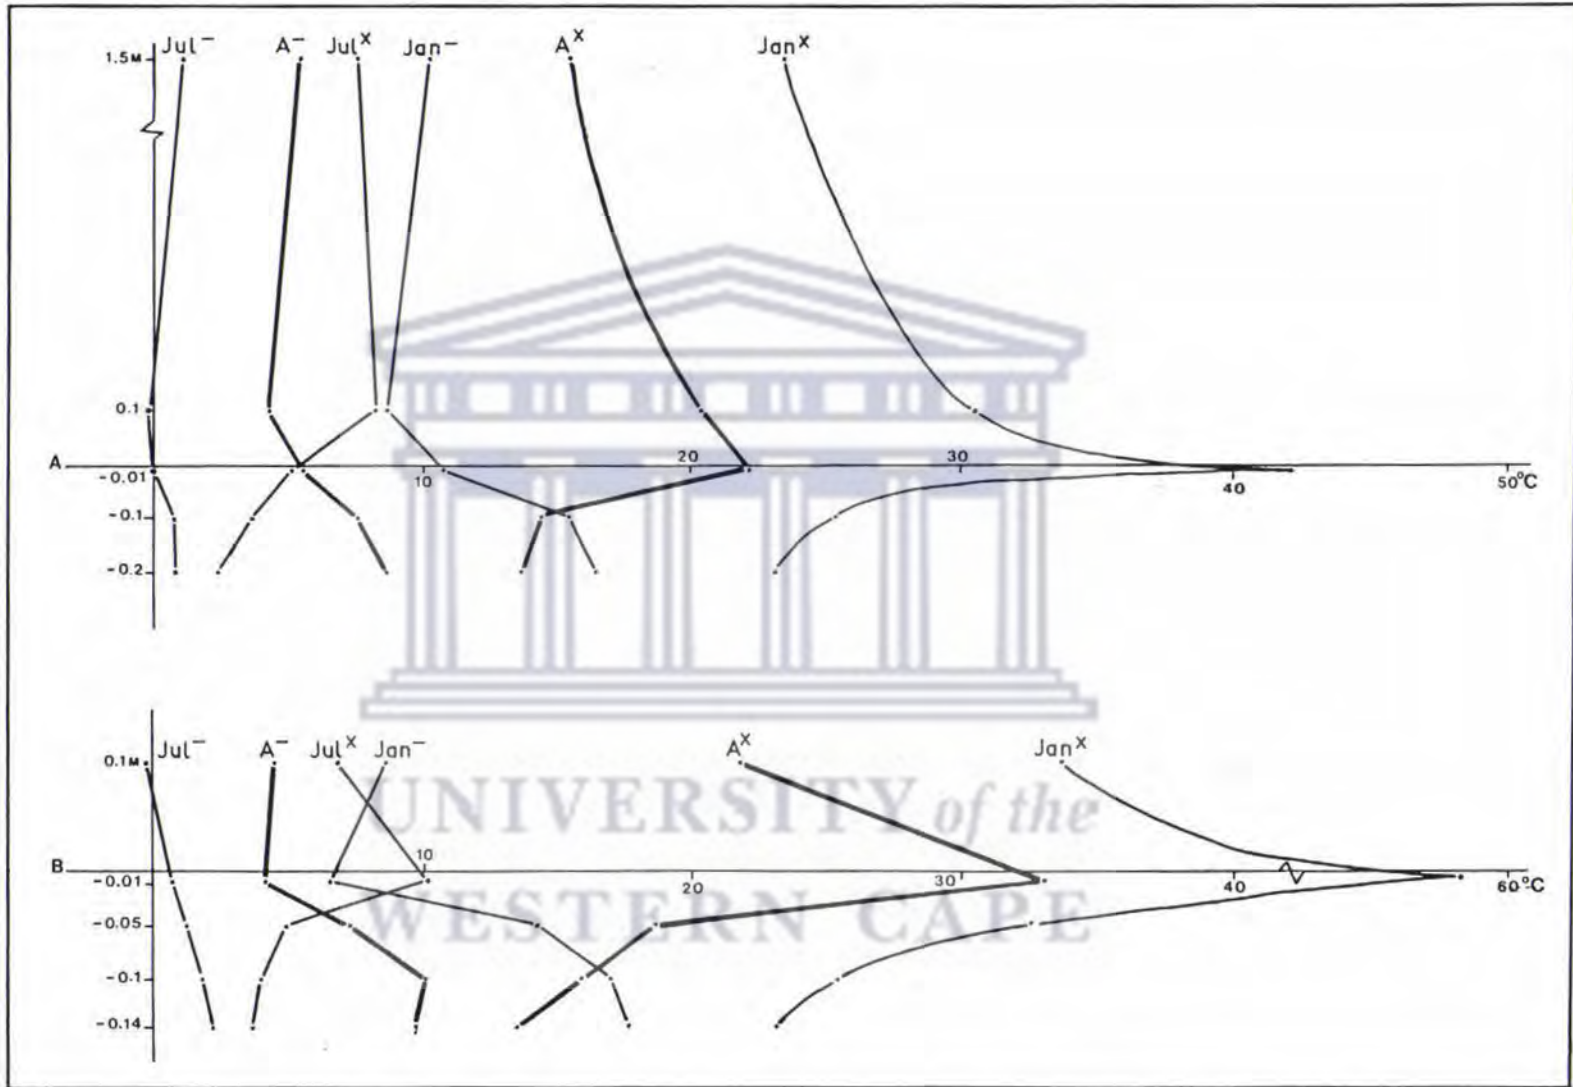 Jul⁻ A⁻ Julˣ Jan⁻ Aˣ Janˣ
1.5M
0.1
A 20 30
-0.01 10 40 50°C
-0.1
-0.2
Jul⁻ A⁻ Julˣ Jan⁻ Aˣ Janˣ
0.1M
UNIVERSITY of the
B 10
-0.01 20 30 40 60°C
WESTERN CAPE
-0.05
-0.1
-0.14